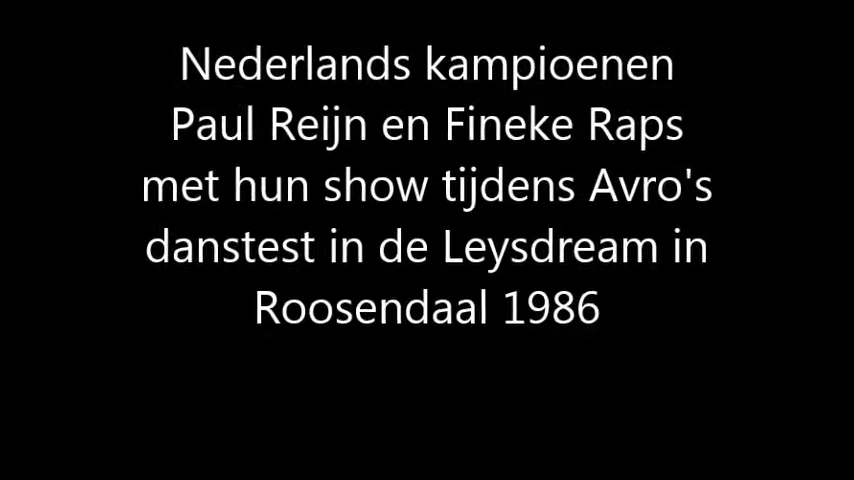 Nederlands kampioenen
Paul Reijn en Fineke Raps
met hun show tijdens Avro's
danstest in de Leysdream in
Roosendaal 1986